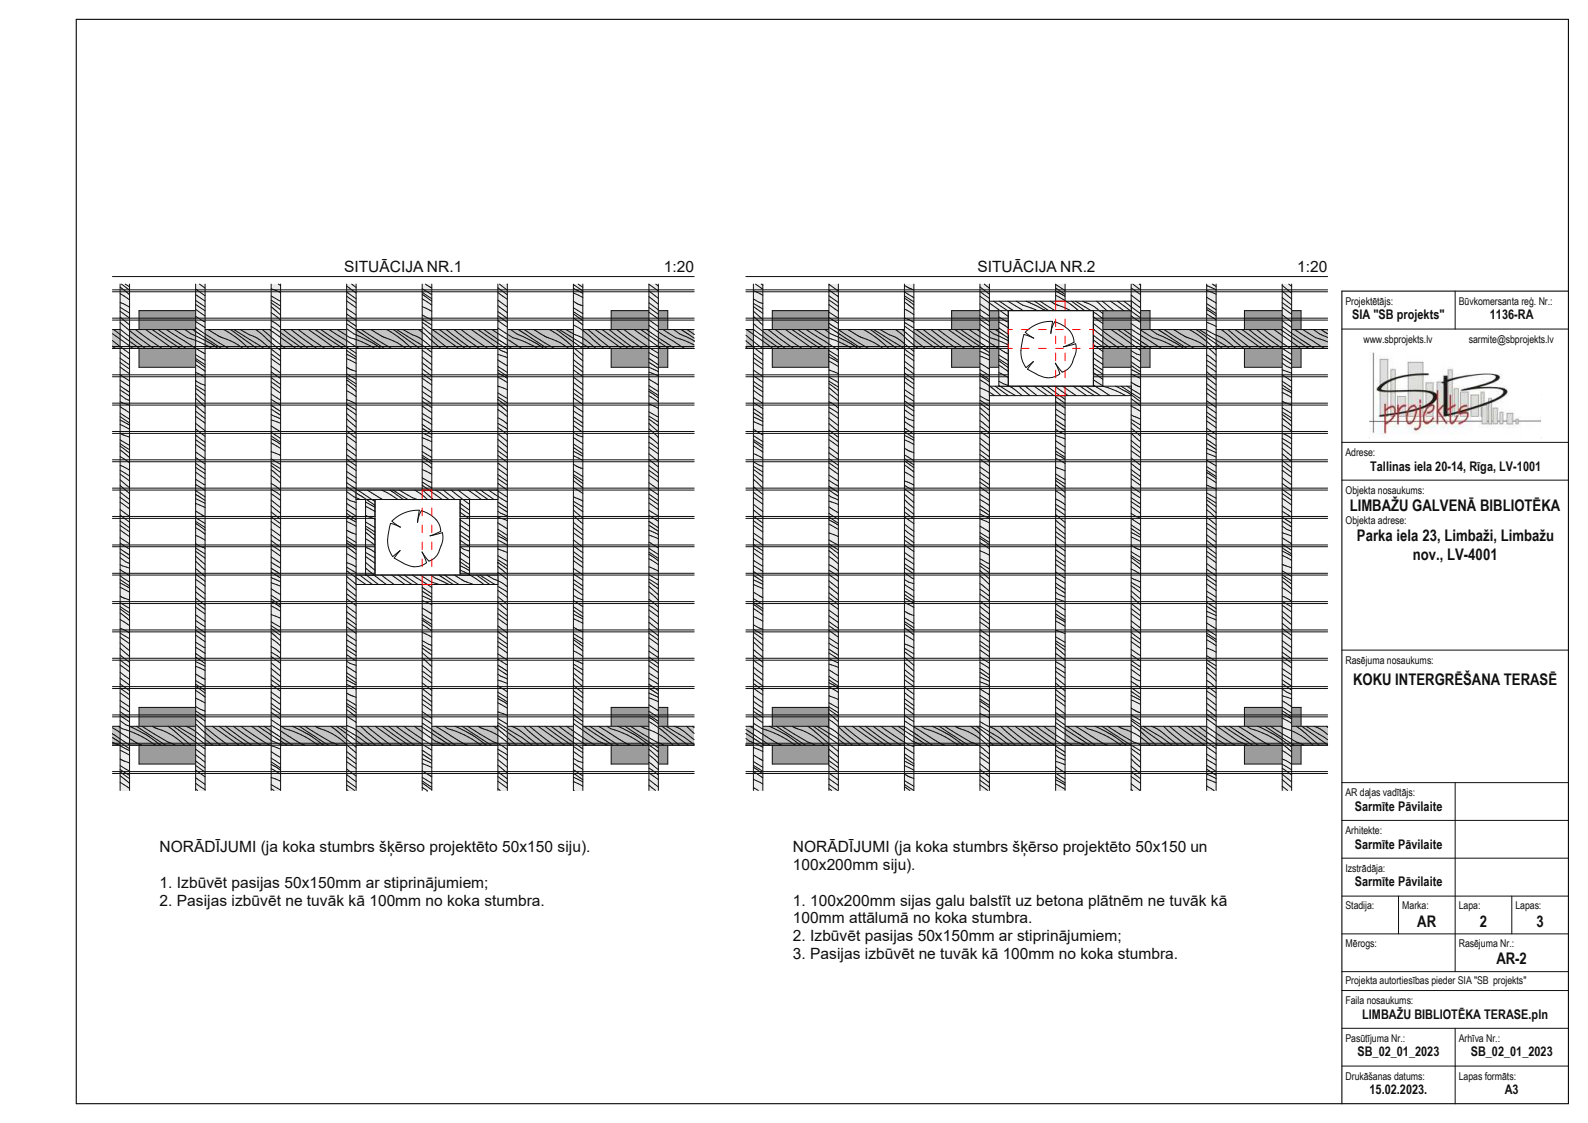 SITUĀCIJA NR.1
1:20
SITUĀCIJA NR.2
1:20
NORĀDĪJUMI (ja koka stumbrs šķērso projektēto 50x150 siju).
1. Izbūvēt pasijas 50x150mm ar stiprinājumiem;
2. Pasijas izbūvēt ne tuvāk kā 100mm no koka stumbra.
NORĀDĪJUMI (ja koka stumbrs šķērso projektēto 50x150 un
100x200mm siju).
1. 100x200mm sijas galu balstīt uz betona plātnēm ne tuvāk kā
100mm attālumā no koka stumbra.
2. Izbūvēt pasijas 50x150mm ar stiprinājumiem;
3. Pasijas izbūvēt ne tuvāk kā 100mm no koka stumbra.
Projektētājs:
SIA "SB projekts"
Būvkomersanta reģ. Nr.:
1136-RA
www.sbprojekts.lv
sarmite@sbprojekts.lv
SB
projekts
Adrese:
Tallinas iela 20-14, Rīga, LV-1001
Objekta nosaukums:
LIMBAŽU GALVENĀ BIBLIOTĒKA
Objekta adrese:
Parka iela 23, Limbaži, Limbažu
nov., LV-4001
Rasējuma nosaukums:
KOKU INTERGRĒŠANA TERASĒ
AR daļas vadītājs:
Sarmīte Pāvilaite
Arhitekte:
Sarmīte Pāvilaite
Izstrādāja:
Sarmīte Pāvilaite
Stadija:
Marka:
AR
Lapa:
2
Lapas:
3
Mērogs:
Rasējuma Nr.:
AR-2
Projekta autortiesības pieder SIA "SB projekts"
Faila nosaukums:
LIMBAŽU BIBLIOTĒKA TERASE.pln
Pasūtījuma Nr.:
SB_02_01_2023
Arhīva Nr.:
SB_02_01_2023
Drukāšanas datums:
15.02.2023.
Lapas formāts:
A3